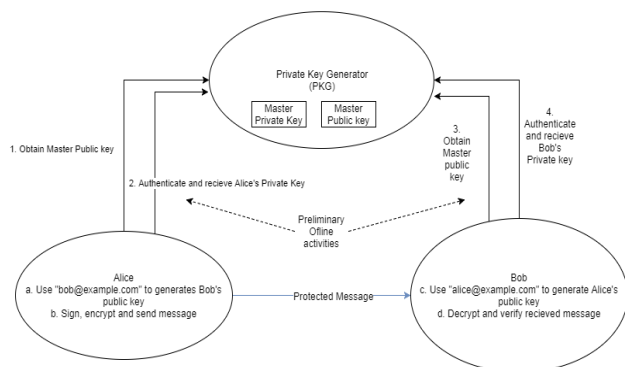 Private Key Generator
(PKG)
Master
Private Key
Master
Public key
1. Obtain Master Public key
2. Authenticate and recieve Alice's Private Key
3.
Obtain
Master
public
key
4.
Authenticate
and recieve
Bob's
Private key
Preliminary
Ofline
activities
Alice
a. Use "bob@example.com" to generates Bob's
public key
b. Sign, encrypt and send message
Protected Message
Bob
c. Use "alice@example.com" to generate Alice's
public key
d. Decrypt and verify recieved message